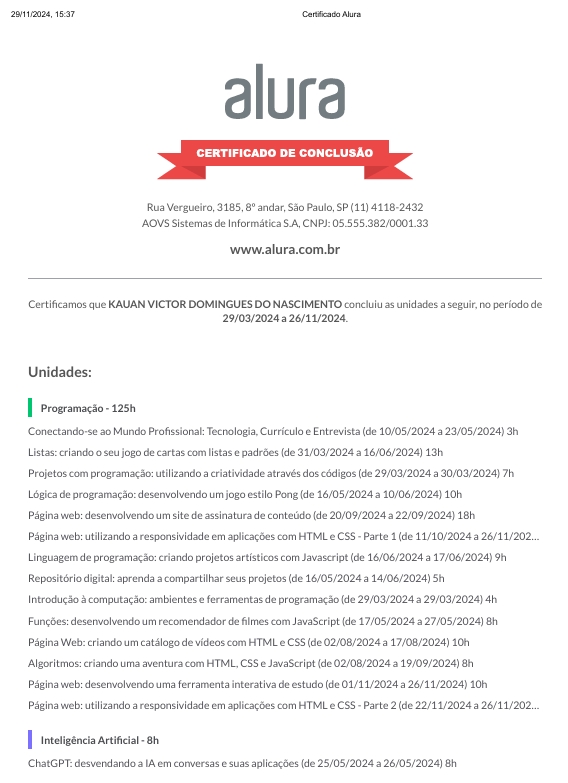 29/11/2024, 15:37
Certificado Alura
alura
CERTIFICADO DE CONCLUSÃO
Rua Vergueiro, 3185, 8º andar, São Paulo, SP (11) 4118-2432
AOVS Sistemas de Informática S.A, CNPJ: 05.555.382/0001.33
www.alura.com.br
Certificamos que KAUAN VICTOR DOMINGUES DO NASCIMENTO concluiu as unidades a seguir, no período de
29/03/2024 a 26/11/2024.
Unidades:
Programação - 125h
Conectando-se ao Mundo Profissional: Tecnologia, Currículo e Entrevista (de 10/05/2024 a 23/05/2024) 3h
Listas: criando o seu jogo de cartas com listas e padrões (de 31/03/2024 a 16/06/2024) 13h
Projetos com programação: utilizando a criatividade através dos códigos (de 29/03/2024 a 30/03/2024) 7h
Lógica de programação: desenvolvendo um jogo estilo Pong (de 16/05/2024 a 10/06/2024) 10h
Página web: desenvolvendo um site de assinatura de conteúdo (de 20/09/2024 a 22/09/2024) 18h
Página web: utilizando a responsividade em aplicações com HTML e CSS - Parte 1 (de 11/10/2024 a 26/11/202...
Linguagem de programação: criando projetos artísticos com Javascript (de 16/06/2024 a 17/06/2024) 9h
Repositório digital: aprenda a compartilhar seus projetos (de 16/05/2024 a 14/06/2024) 5h
Introdução à computação: ambientes e ferramentas de programação (de 29/03/2024 a 29/03/2024) 4h
Funções: desenvolvendo um recomendador de filmes com JavaScript (de 17/05/2024 a 27/05/2024) 8h
Página Web: criando um catálogo de vídeos com HTML e CSS (de 02/08/2024 a 17/08/2024) 10h
Algoritmos: criando uma aventura com HTML, CSS e JavaScript (de 02/08/2024 a 19/09/2024) 8h
Página web: desenvolvendo uma ferramenta interativa de estudo (de 01/11/2024 a 26/11/2024) 10h
Página web: utilizando a responsividade em aplicações com HTML e CSS - Parte 2 (de 22/11/2024 a 26/11/202...
Inteligência Artificial - 8h
ChatGPT: desvendando a IA em conversas e suas aplicações (de 25/05/2024 a 26/05/2024) 8h